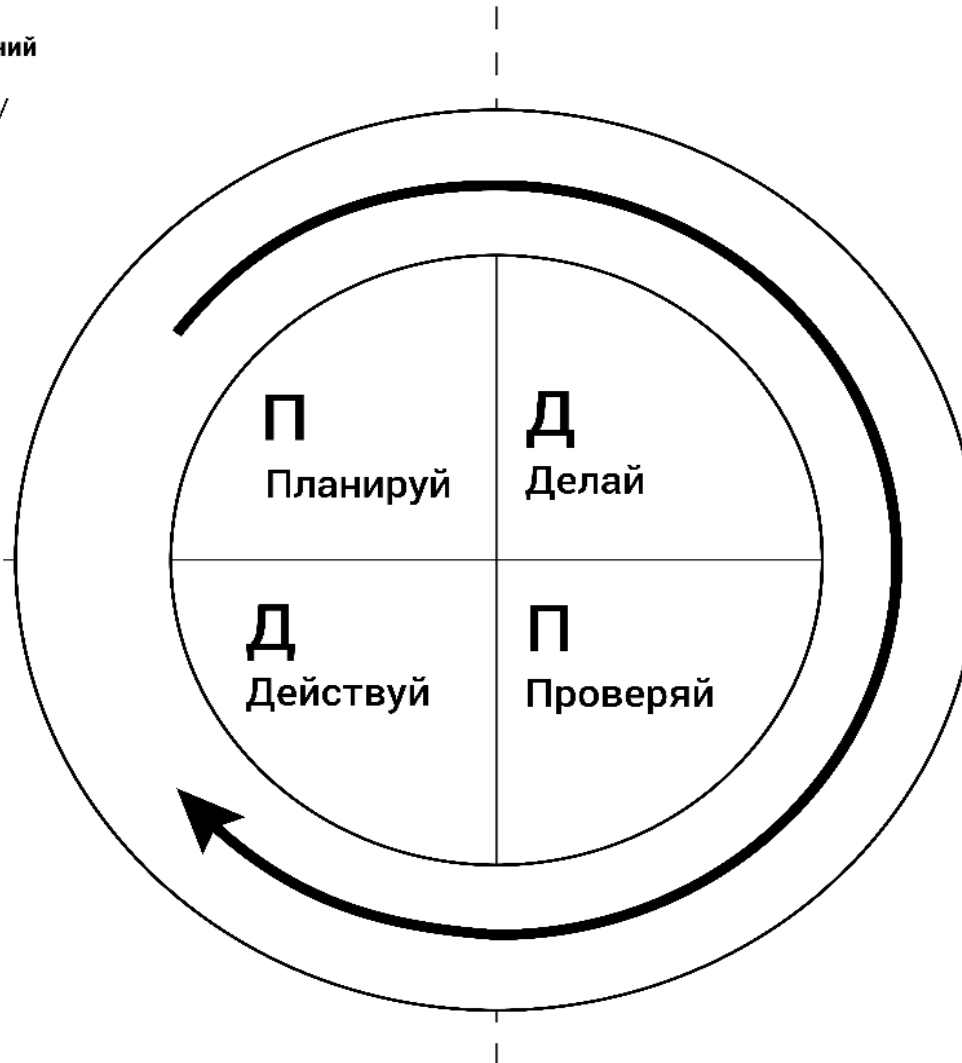 П
Планируй
Д
Делай
Д
Действуй
П
Проверяй